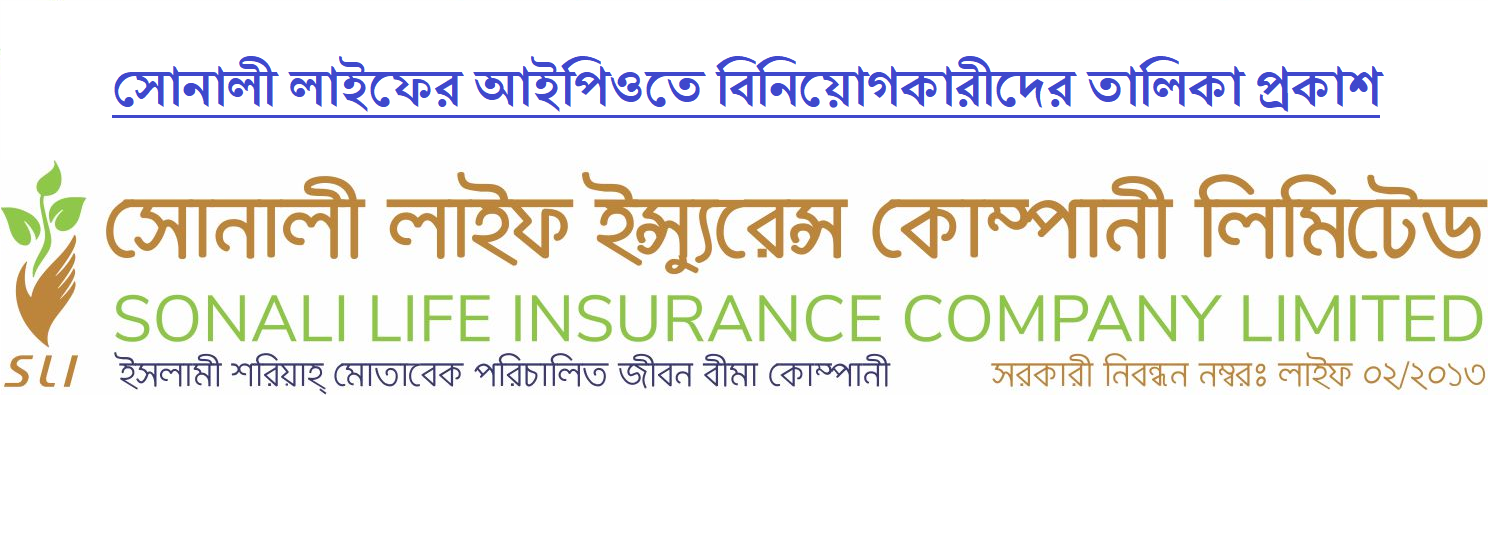 সোনালী লাইফের আইপিওতে বিনিয়োগকারীদের তালিকা প্রকাশ
সোনালী লাইফ ইন্স্যুরেন্স কোম্পানী লিমিটেড
SONALI LIFE INSURANCE COMPANY LIMITED
SLI ইসলামী শরিয়াহ্ মোতাবেক পরিচালিত জীবন বীমা কোম্পানী সরকারী নিবন্ধন নম্বরঃ লাইফ ০২/২০১৩